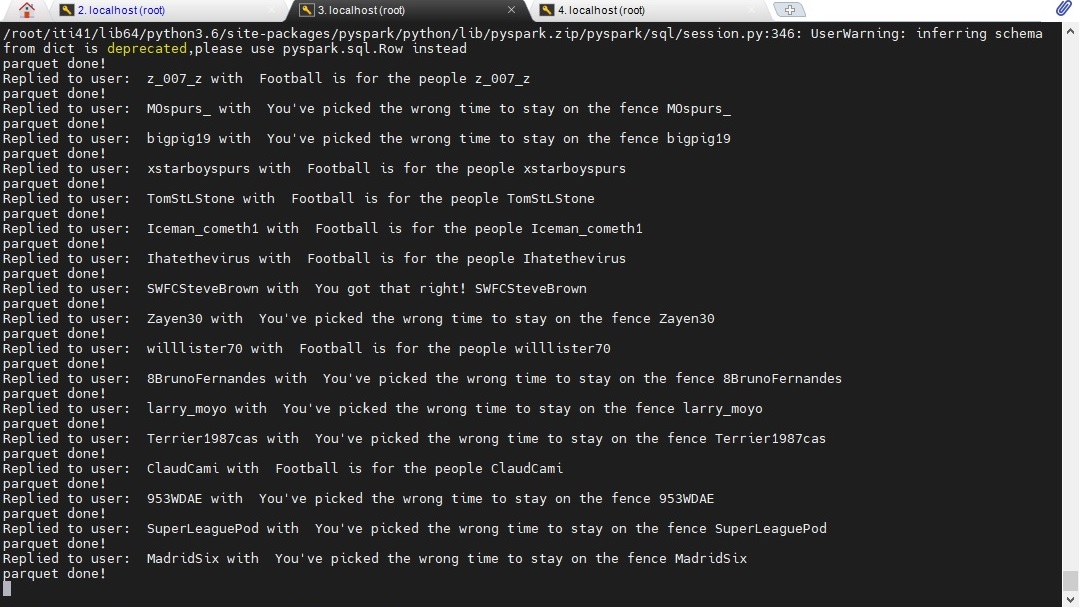 2. localhost (root)
3. localhost (root)
4. localhost (root)
/root/iti41/lib64/python3.6/site-packages/pyspark/python/lib/pyspark.zip/pyspark/sql/session.py:346: UserWarning: inferring schema
from dict is deprecated,please use pyspark.sql.Row instead
parquet done!
Replied to user:  z_007_z with  Football is for the people z_007_z
parquet done!
Replied to user:  MOspurs_ with  You've picked the wrong time to stay on the fence MOspurs_
parquet done!
Replied to user:  bigpig19 with  You've picked the wrong time to stay on the fence bigpig19
parquet done!
Replied to user:  xstarboyspurs with  Football is for the people xstarboyspurs
parquet done!
Replied to user:  TomStLStone with  Football is for the people TomStLStone
parquet done!
Replied to user:  Iceman_cometh1 with  Football is for the people Iceman_cometh1
parquet done!
Replied to user:  Ihatethevirus with  Football is for the people Ihatethevirus
parquet done!
Replied to user:  SWFCSteveBrown with  You got that right! SWFCSteveBrown
parquet done!
Replied to user:  Zayen30 with  You've picked the wrong time to stay on the fence Zayen30
parquet done!
Replied to user:  willlister70 with  Football is for the people willlister70
parquet done!
Replied to user:  8BrunoFernandes with  You've picked the wrong time to stay on the fence 8BrunoFernandes
parquet done!
Replied to user:  larry_moyo with  You've picked the wrong time to stay on the fence larry_moyo
parquet done!
Replied to user:  Terrier1987cas with  You've picked the wrong time to stay on the fence Terrier1987cas
parquet done!
Replied to user:  ClaudCami with  Football is for the people ClaudCami
parquet done!
Replied to user:  953WDAE with  You've picked the wrong time to stay on the fence 953WDAE
parquet done!
Replied to user:  SuperLeaguePod with  You've picked the wrong time to stay on the fence SuperLeaguePod
parquet done!
Replied to user:  MadridSix with  You've picked the wrong time to stay on the fence MadridSix
parquet done!